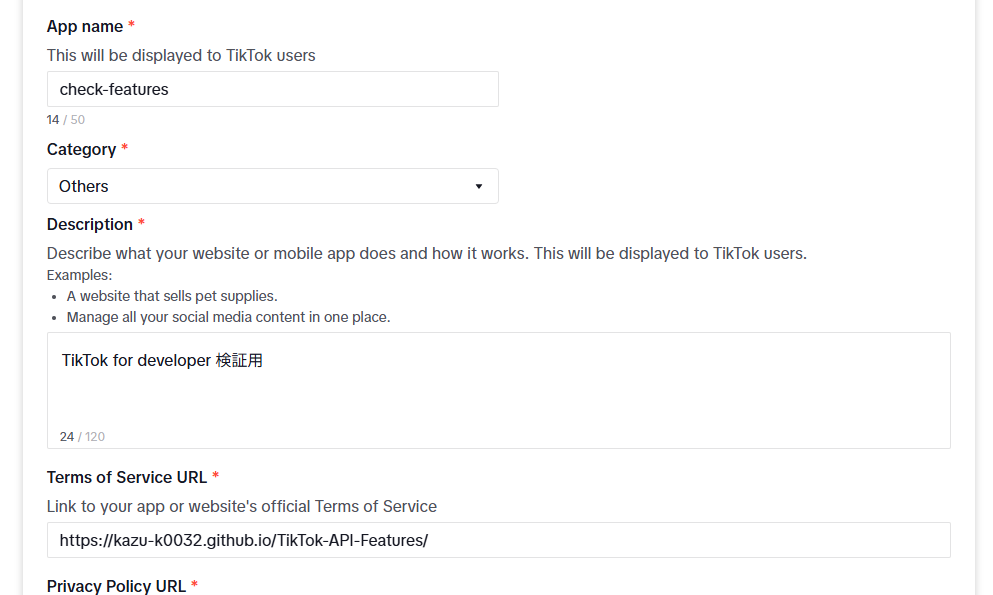 App name *
This will be displayed to TikTok users
check-features
14 / 50
Category *
Others
Description *
Describe what your website or mobile app does and how it works. This will be displayed to TikTok users.
Examples:
• A website that sells pet supplies.
• Manage all your social media content in one place.
TikTok for developer 検証用
24 / 120
Terms of Service URL *
Link to your app or website's official Terms of Service
https://kazu-k0032.github.io/TikTok-API-Features/
Privacy Policy URL *